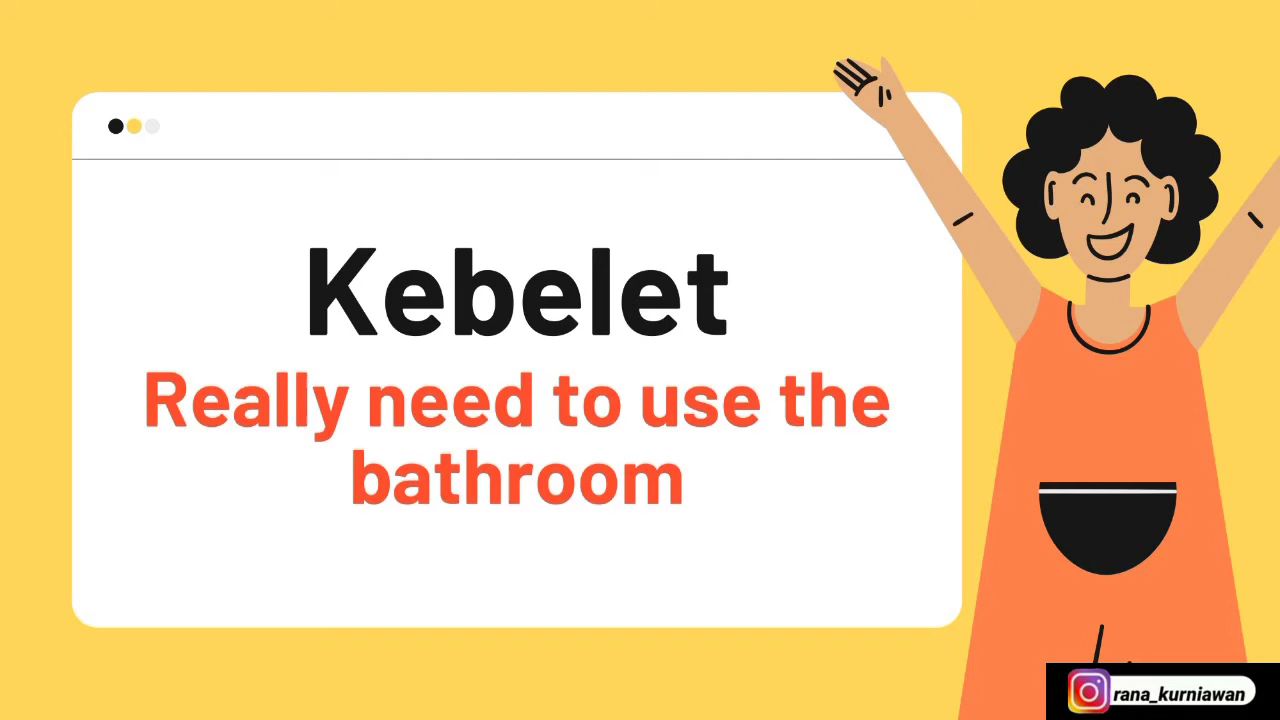 Kebelet
Really need to use the
bathroom
rana_kurniawan